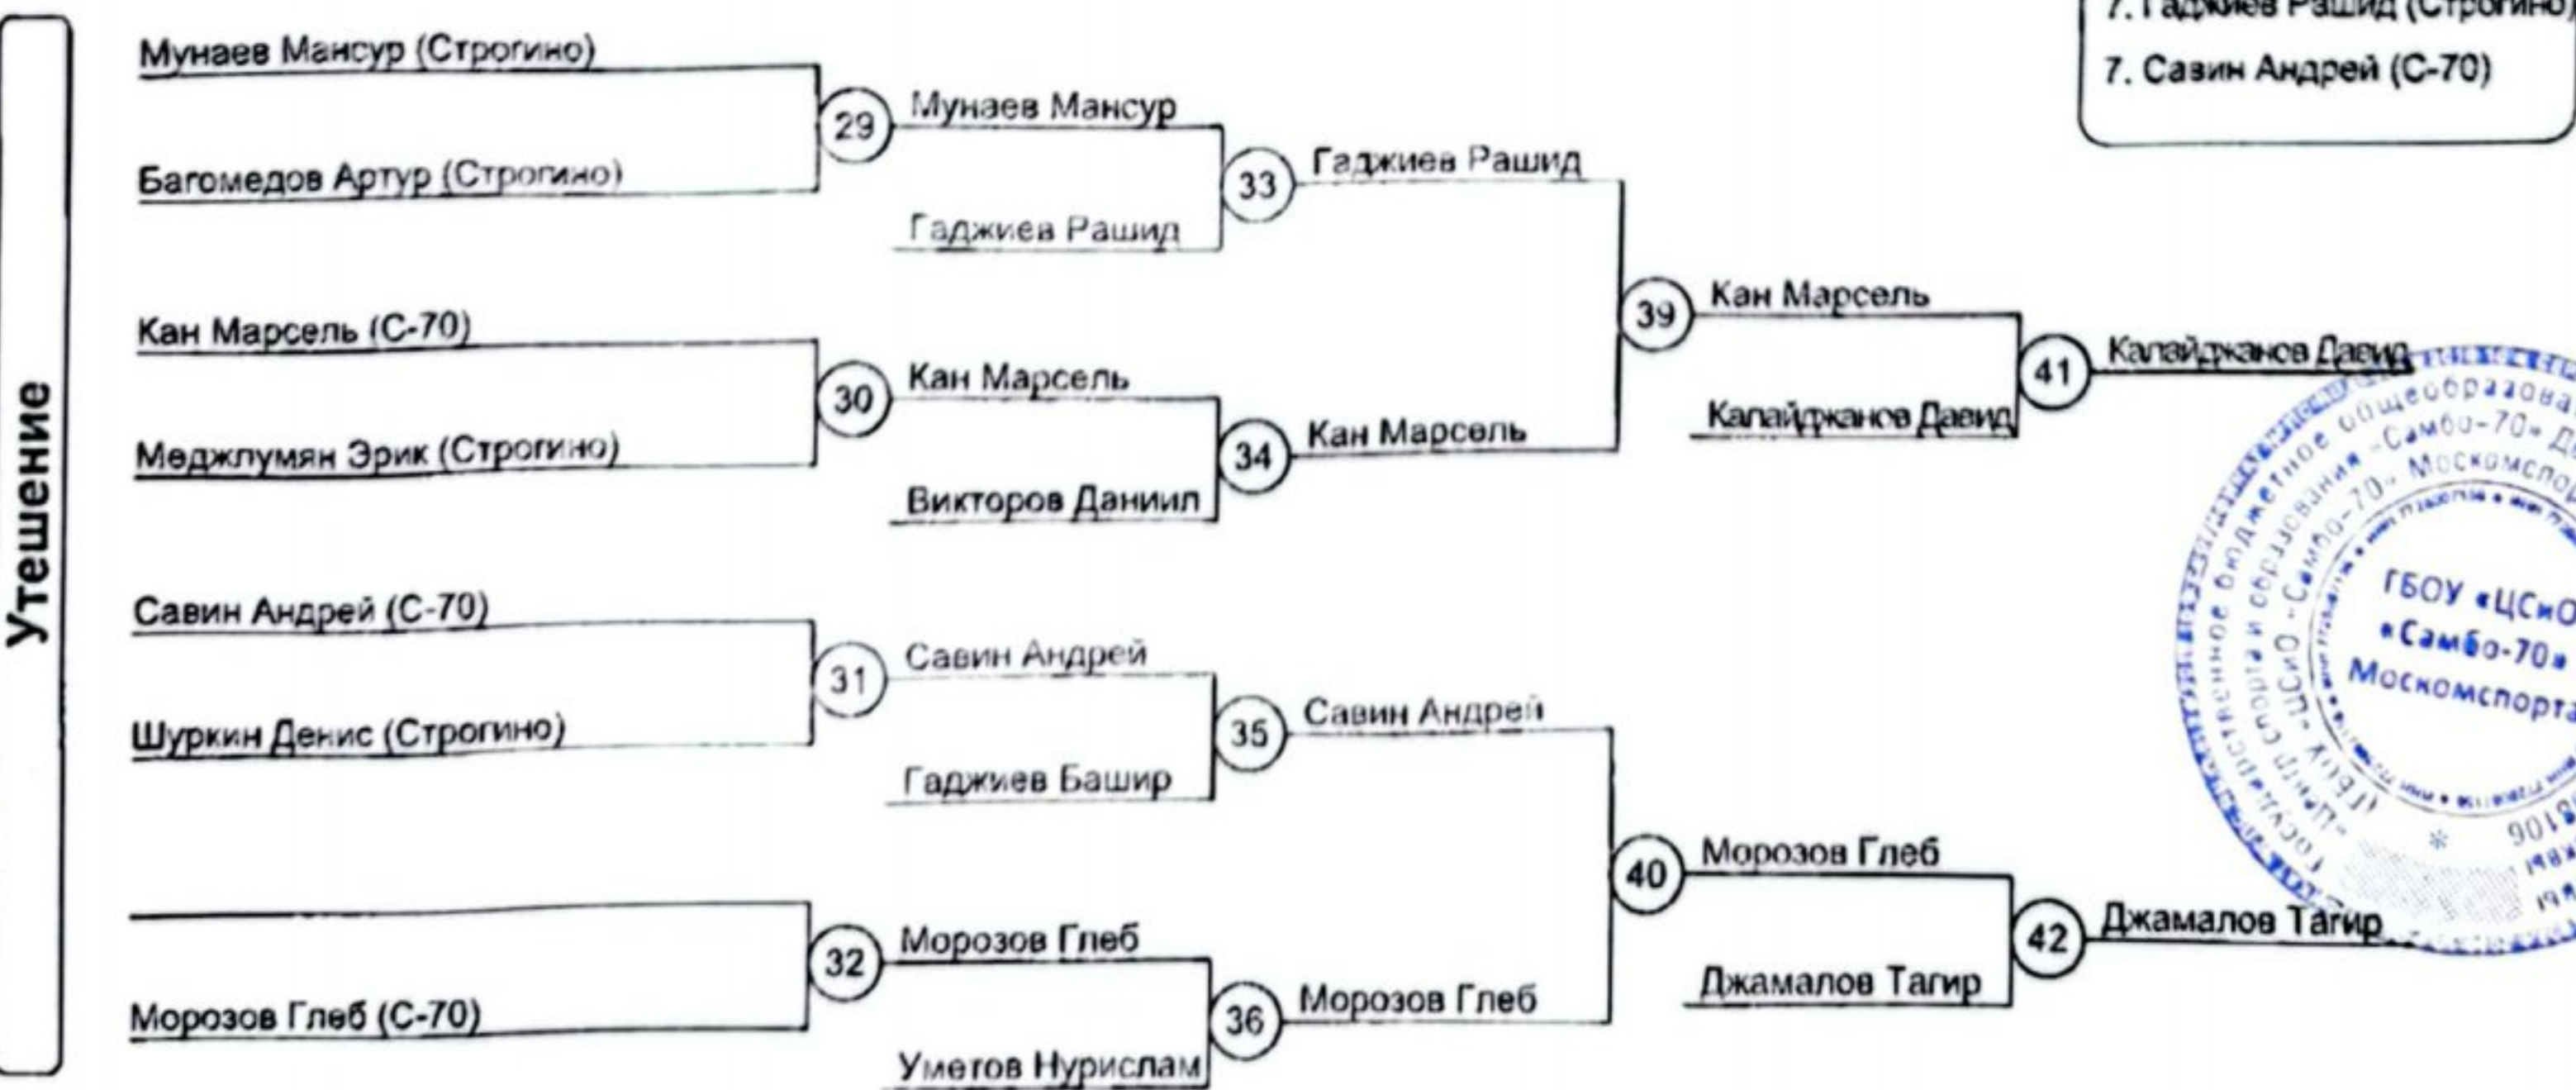 Утешение
7. Гаджиев Рашид (Строгино)
7. Савин Андрей (С-70)
Мунаев Мансур (Строгино)
29
Мунаев Мансур
Багомедов Артур (Строгино)
33
Гаджиев Рашид
Гаджиев Рашид
Кан Марсель (С-70)
39
Кан Марсель
30
Кан Марсель
41
Калайджанов Давид
Меджлумян Эрик (Строгино)
34
Кан Марсель
Калайджанов Давид
Викторов Даниил
Савин Андрей (С-70)
31
Савин Андрей
Шуркин Денис (Строгино)
35
Савин Андрей
Гаджиев Башир
40
Морозов Глеб
32
Морозов Глеб
42
Джамалов Тагир
Морозов Глеб (С-70)
36
Морозов Глеб
Джамалов Тагир
Уметов Нурислам
ГБОУ «ЦСиО
«Самбо-70»
Москомспорта